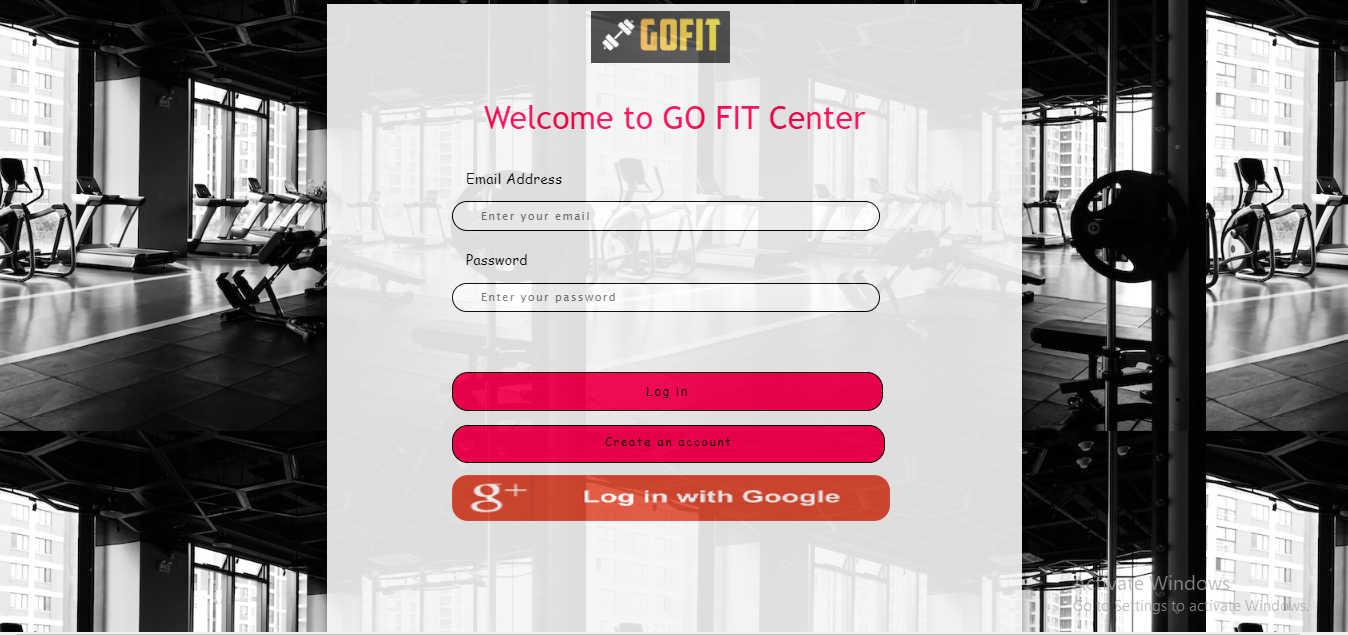 GOFIT
Welcome to GO FIT Center
Email Address
Enter your email
Password
Enter your password
Log In
Create an account
g+ Log in with Google
Activate Windows
Go to Settings to activate Windows.